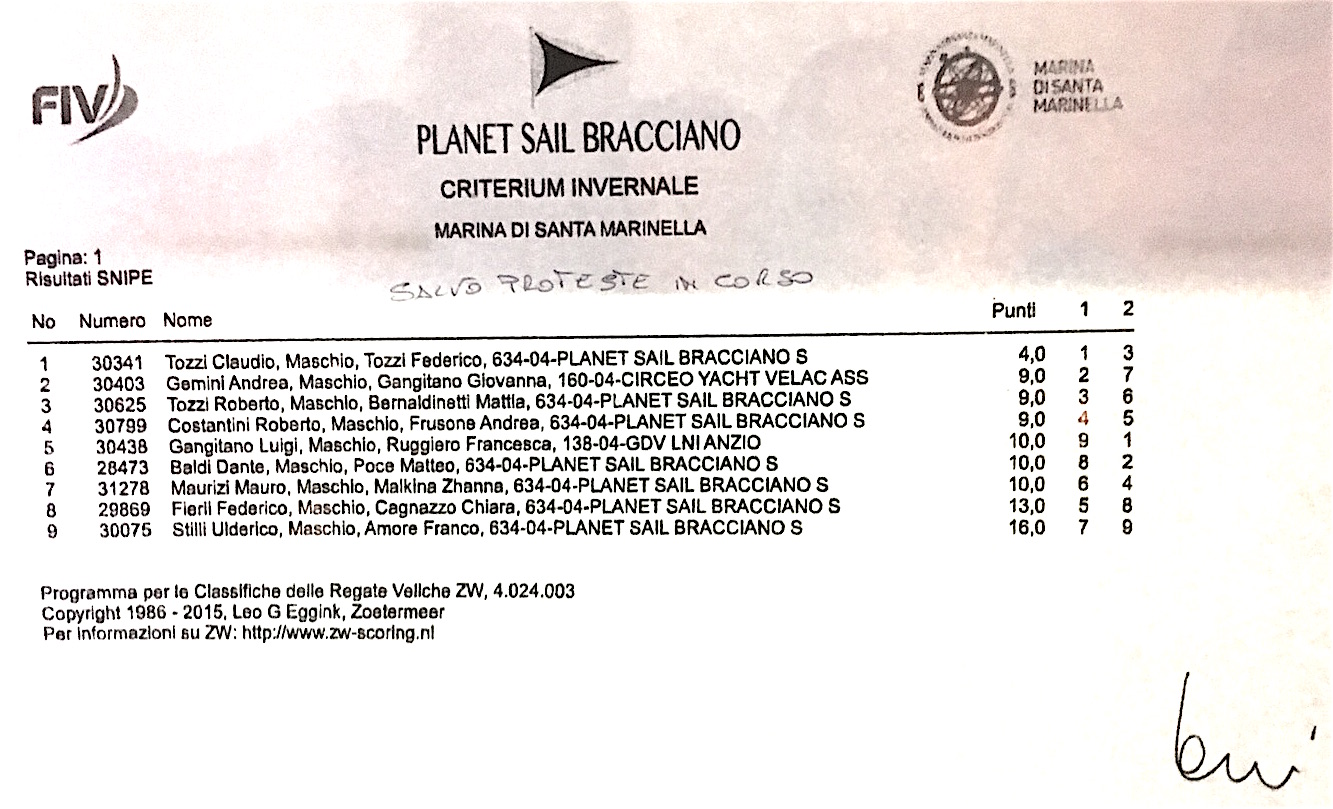 FIV
MARINA
DI SANTA
MARINELLA
PLANET SAIL BRACCIANO
CRITERIUM INVERNALE
MARINA DI SANTA MARINELLA
Pagina: 1
Risultati SNIPE
SALVO PROTESTE IN CORSO
No Numero Nome Punti 1 2
1 30341 Tozzi Claudio, Maschio, Tozzi Federico, 634-04-PLANET SAIL BRACCIANO S 4,0 1 3
2 30403 Gemini Andrea, Maschio, Gangitano Giovanna, 160-04-CIRCEO YACHT VELAC ASS 9,0 2 7
3 30625 Tozzi Roberto, Maschio, Bernaldinetti Mattia, 634-04-PLANET SAIL BRACCIANO S 9,0 3 6
4 30799 Costantini Roberto, Maschio, Frusone Andrea, 634-04-PLANET SAIL BRACCIANO S 9,0 4 5
5 30438 Gangitano Luigi, Maschio, Ruggiero Francesca, 138-04-GDV LNI ANZIO 10,0 9 1
6 28473 Baldi Dante, Maschio, Poce Matteo, 634-04-PLANET SAIL BRACCIANO S 10,0 8 2
7 31278 Maurizi Mauro, Maschio, Malkina Zhanna, 634-04-PLANET SAIL BRACCIANO S 10,0 6 4
8 29869 Fierli Federico, Maschio, Cagnazzo Chiara, 634-04-PLANET SAIL BRACCIANO S 13,0 5 8
9 30075 Stilli Ulderico, Maschio, Amore Franco, 634-04-PLANET SAIL BRACCIANO S 16,0 7 9
Programma per le Classifiche delle Regate Veliche ZW, 4.024.003
Copyright 1986 - 2015, Leo G Eggink, Zoetermeer
Per informazioni su ZW: http://www.zw-scoring.nl